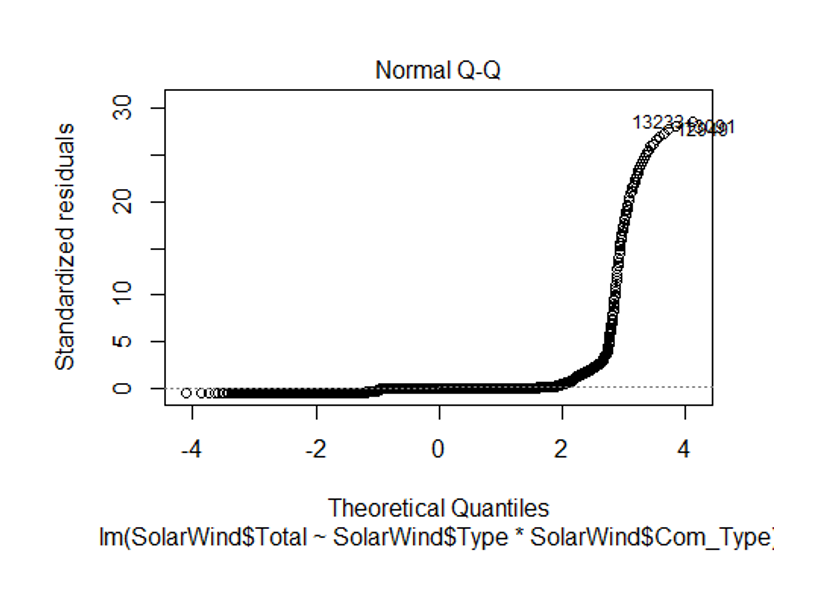 Normal Q-Q
Standardized residuals
30
20
10
5
0
13233
-4 -2 0 2 4
Theoretical Quantiles
lm(SolarWind$Total ~ SolarWind$Type * SolarWind$Com_Type)